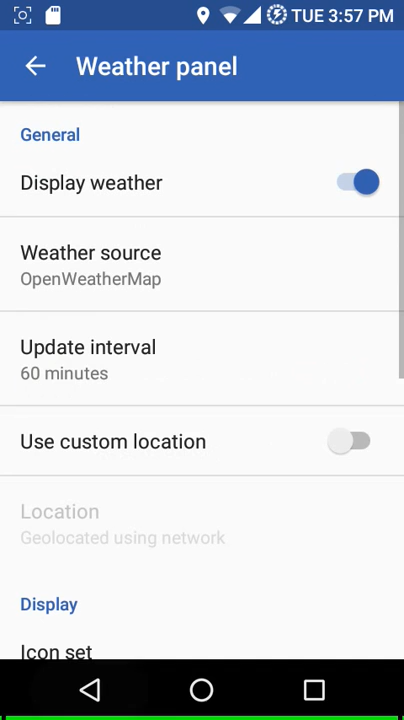 TUE 3:57 PM
Weather panel
General
Display weather
Weather source
OpenWeatherMap
Update interval
60 minutes
Use custom location
Location
Geolocated using network
Display
Icon set